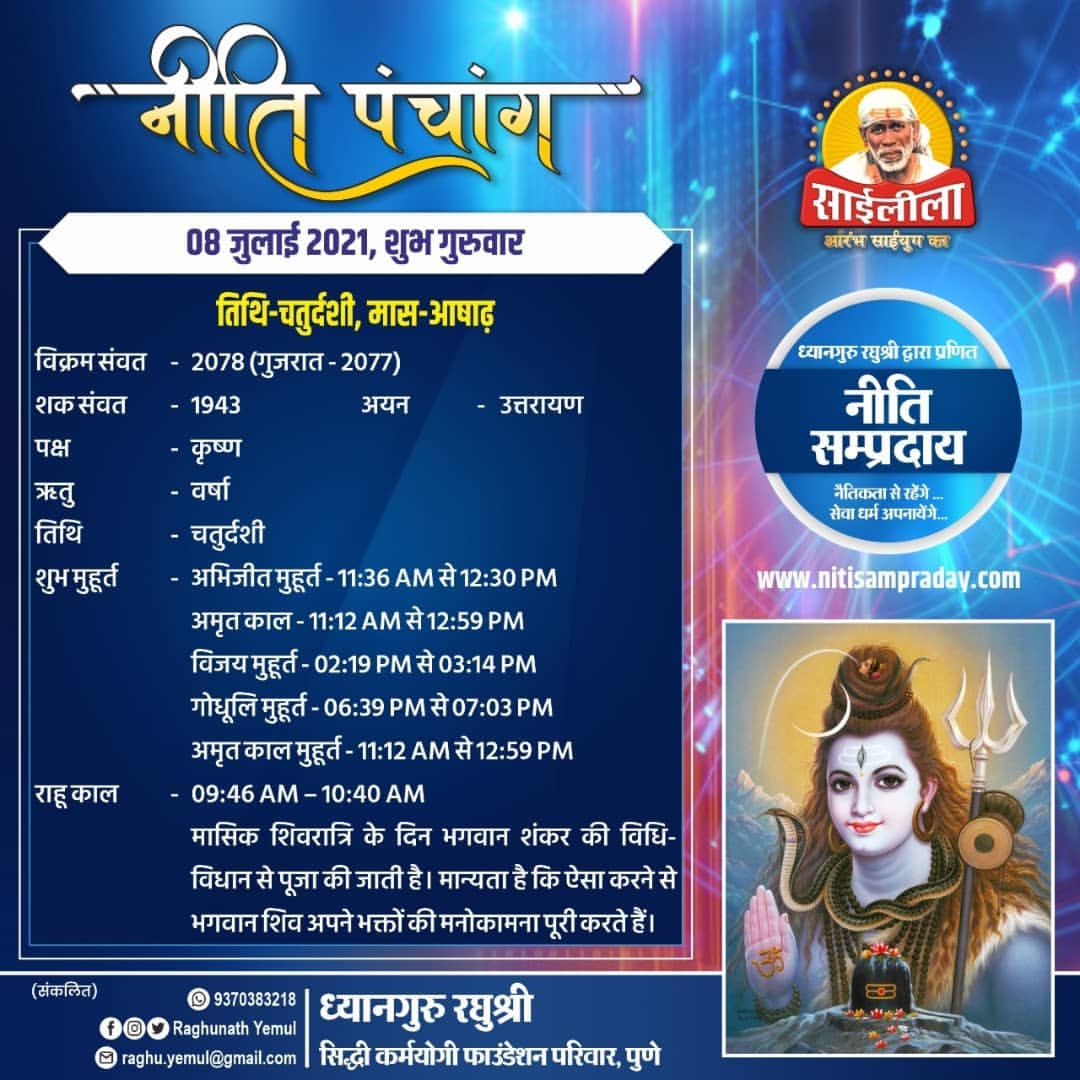 नीति पंचांग
साईलीला
आरंभ साईयुग का
08 जुलाई 2021, शुभ गुरुवार
तिथि-चतुर्दशी, मास-आषाढ़
विक्रम संवत - 2078 (गुजरात - 2077)
शक संवत - 1943 अयन - उत्तरायण
पक्ष - कृष्ण
ऋतु - वर्षा
तिथि - चतुर्दशी
शुभ मुहूर्त - अभिजीत मुहूर्त - 11:36 AM से 12:30 PM
अमृत काल - 11:12 AM से 12:59 PM
विजय मुहूर्त - 02:19 PM से 03:14 PM
गोधूलि मुहूर्त - 06:39 PM से 07:03 PM
अमृत काल मुहूर्त - 11:12 AM से 12:59 PM
राहू काल - 09:46 AM – 10:40 AM
मासिक शिवरात्रि के दिन भगवान शंकर की विधि-
विधान से पूजा की जाती है। मान्यता है कि ऐसा करने से
भगवान शिव अपने भक्तों की मनोकामना पूरी करते हैं।
ध्यानगुरु रघुश्री द्वारा प्रणित
नीति
सम्प्रदाय
नैतिकता से रहेंगे ...
सेवा धर्म अपनायेंगे...
www.nitisampraday.com
ॐ
(संकलित)
9370383218
Raghunath Yemul
raghu.yemul@gmail.com
ध्यानगुरु रघुश्री
सिद्धी कर्मयोगी फाउंडेशन परिवार, पुणे